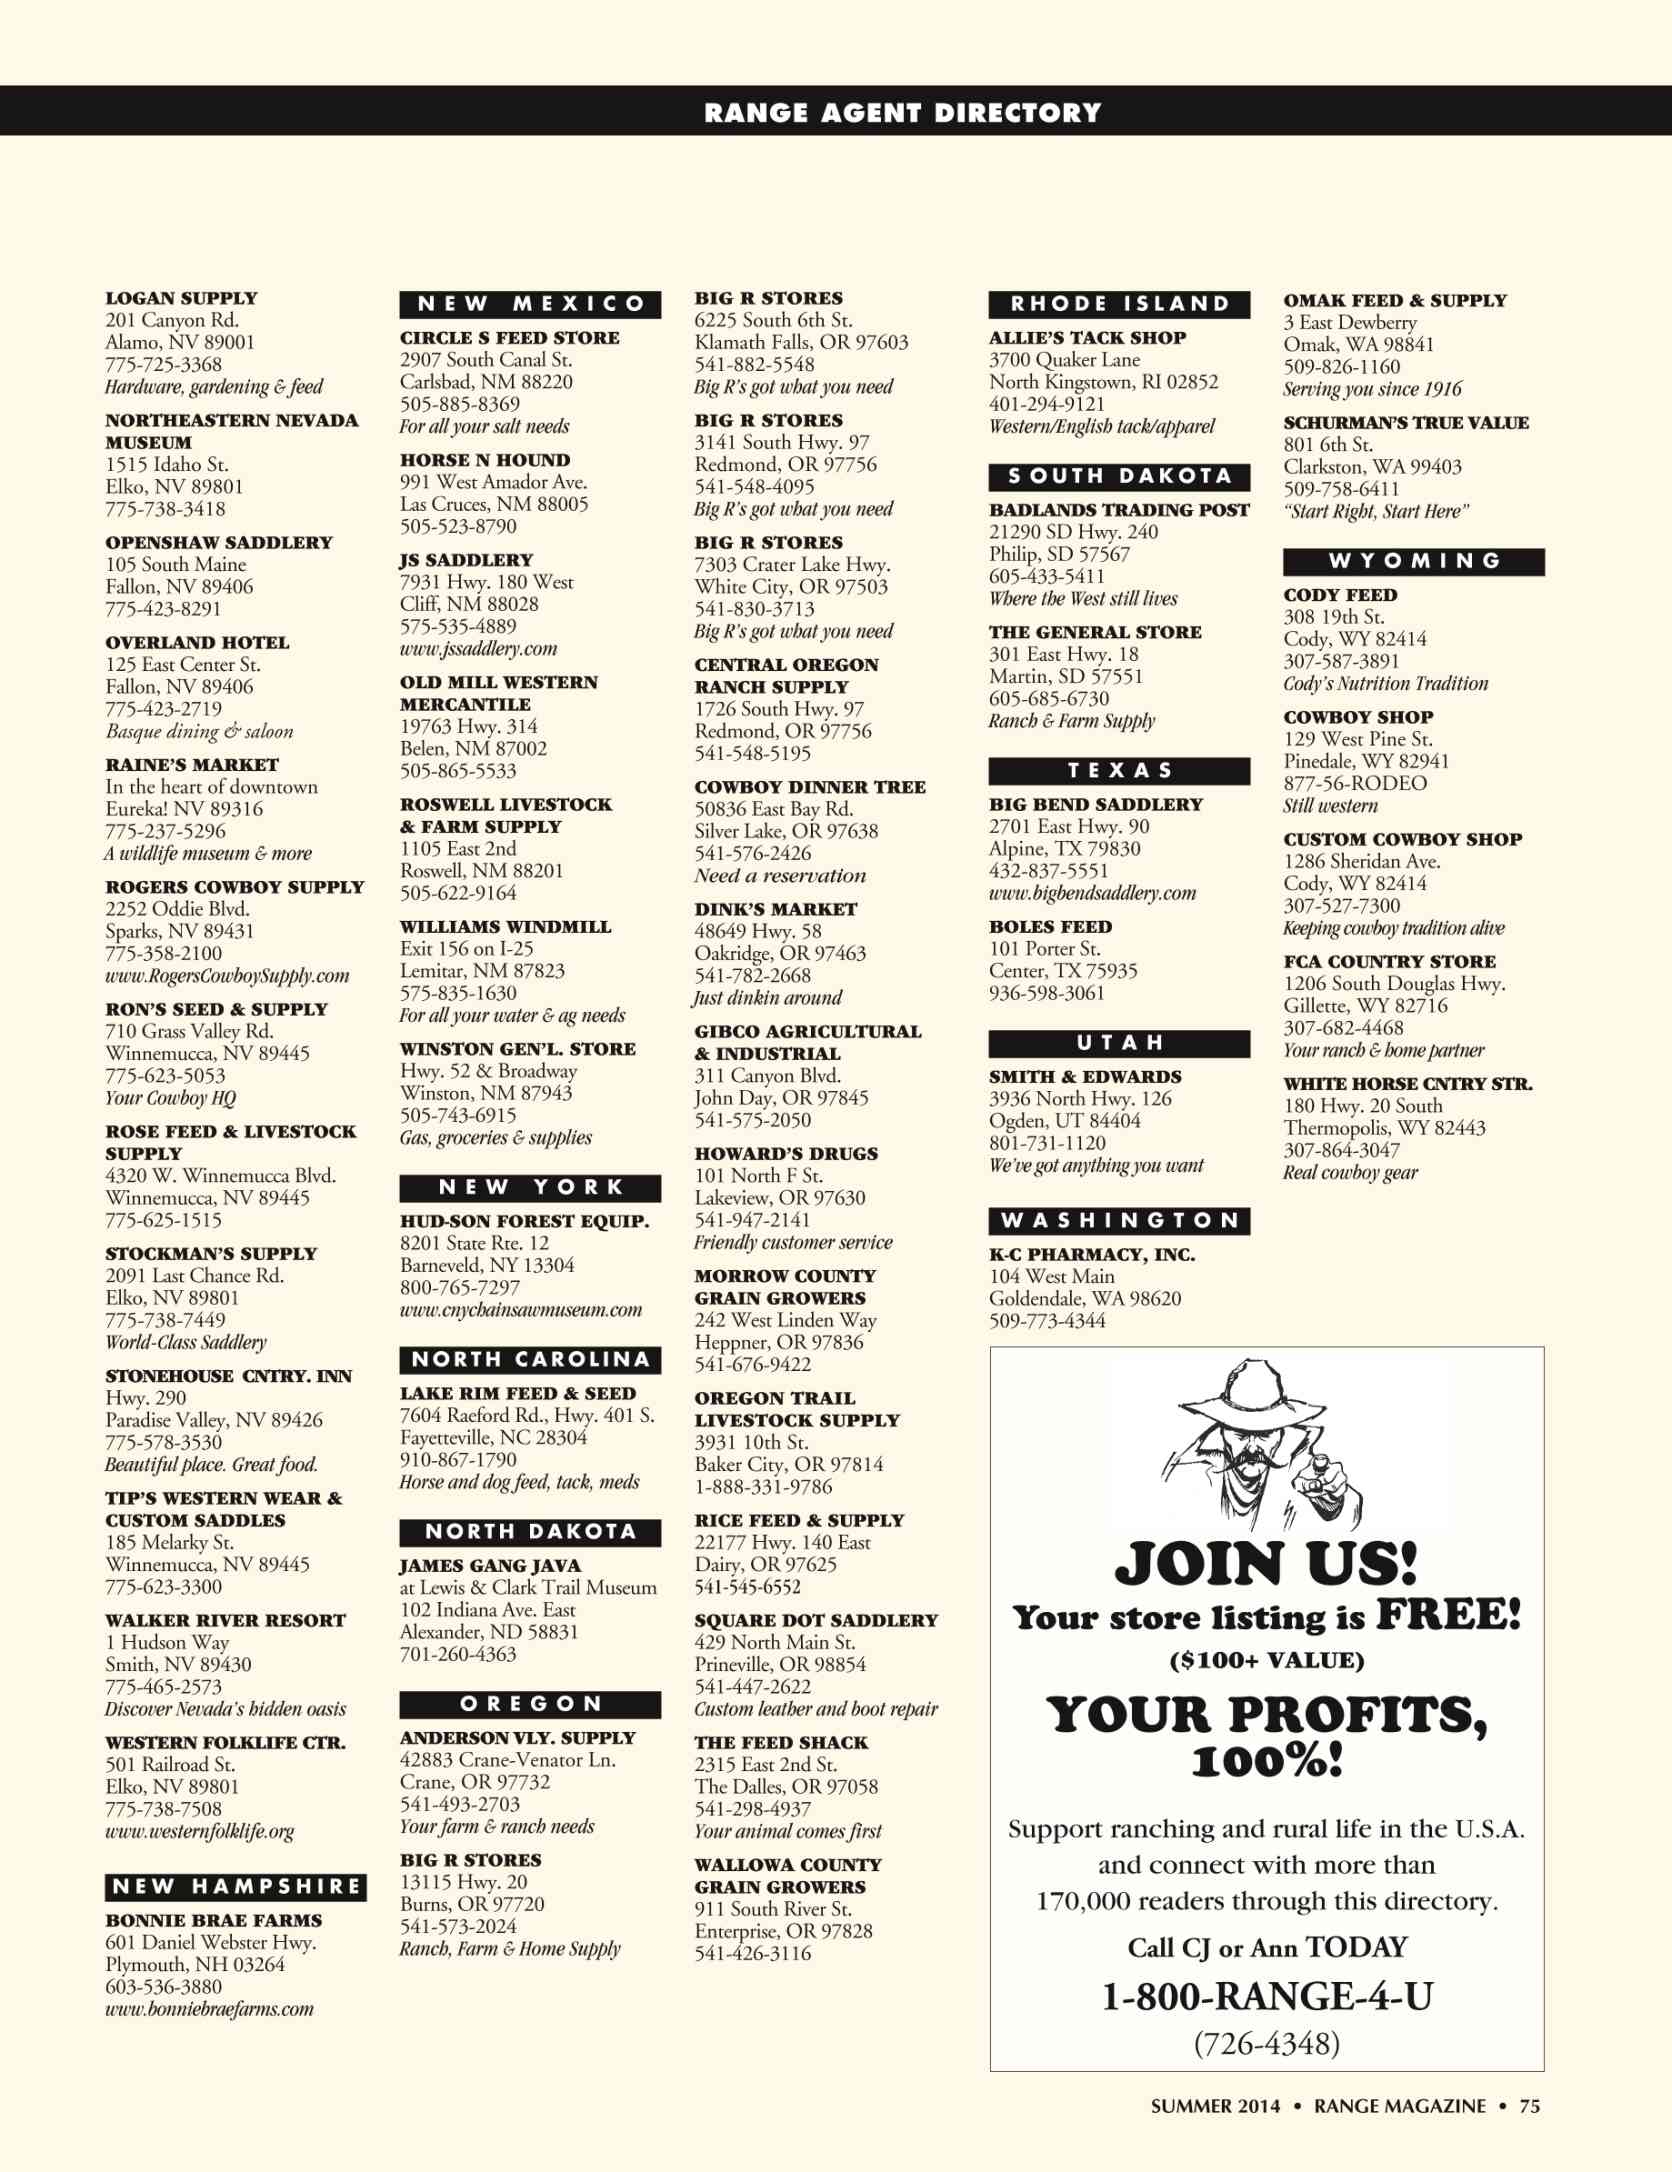 RANGE AGENT DIRECTORY
LOGAN SUPPLY
201 Canyon Rd.
Alamo, NV 89001
775-725-3368
Hardware, gardening & feed
NORTHEASTERN NEVADA
MUSEUM
1515 Idaho St.
Elko, NV 89801
775-738-3418
OPENSHAW SADDLERY
105 South Maine
Fallon, NV 89406
775-423-8291
OVERLAND HOTEL
125 East Center St.
Fallon, NV 89406
775-423-2719
Basque dining & saloon
RAINE'S MARKET
In the heart of downtown
Eureka! NV 89316
775-237-5296
A wildlife museum & more
ROGERS COWBOY SUPPLY
2252 Oddie Blvd.
Sparks, NV 89431
775-358-2100
www.RogersCowboySupply.com
RON'S SEED & SUPPLY
710 Grass Valley Rd.
Winnemucca, NV 89445
775-623-5053
Your Cowboy HQ
ROSE FEED & LIVESTOCK
SUPPLY
4320 W. Winnemucca Blvd.
Winnemucca, NV 89445
775-625-1515
STOCKMAN'S SUPPLY
2091 Last Chance Rd.
Elko, NV 89801
775-738-7449
World-Class Saddlery
STONEHOUSE CNTRY. INN
Hwy. 290
Paradise Valley, NV 89426
775-578-3530
Beautiful place. Great food.
TIP'S WESTERN WEAR &
CUSTOM SADDLES
185 Melarky St.
Winnemucca, NV 89445
775-623-3300
WALKER RIVER RESORT
1 Hudson Way
Smith, NV 89430
775-465-2573
Discover Nevada's hidden oasis
WESTERN FOLKLIFE CTR.
501 Railroad St.
Elko, NV 89801
775-738-7508
www.westernfolklife.org
NEW HAMPSHIRE
BONNIE BRAE FARMS
601 Daniel Webster Hwy.
Plymouth, NH 03264
603-536-3880
www.bonniebraefarms.com
NEW MEXICO
CIRCLE S FEED STORE
2907 South Canal St.
Carlsbad, NM 88220
505-885-8369
For all your salt needs
HORSE N HOUND
991 West Amador Ave.
Las Cruces, NM 88005
505-523-8790
JS SADDLERY
7931 Hwy. 180 West
Cliff, NM 88028
575-535-4889
www.jssaddlery.com
OLD MILL WESTERN
MERCANTILE
19763 Hwy. 314
Belen, NM 87002
505-865-5533
ROSWELL LIVESTOCK
& FARM SUPPLY
1105 East 2nd
Roswell, NM 88201
505-622-9164
WILLIAMS WINDMILL
Exit 156 on I-25
Lemitar, NM 87823
575-835-1630
For all your water & ag needs
WINSTON GEN'L. STORE
Hwy. 52 & Broadway
Winston, NM 87943
505-743-6915
Gas, groceries & supplies
NEW YORK
HUD-SON FOREST EQUIP.
8201 State Rte. 12
Barneveld, NY 13304
800-765-7297
www.cnychainsawmuseum.com
NORTH CAROLINA
LAKE RIM FEED & SEED
7604 Raeford Rd., Hwy. 401 S.
Fayetteville, NC 28304
910-867-1790
Horse and dog feed, tack, meds
NORTH DAKOTA
JAMES GANG JAVA
at Lewis & Clark Trail Museum
102 Indiana Ave. East
Alexander, ND 58831
701-260-4363
OREGON
ANDERSON VLY. SUPPLY
42883 Crane-Venator Ln.
Crane, OR 97732
541-493-2703
Your farm & ranch needs
BIG R STORES
13115 Hwy. 20
Burns, OR 97720
541-573-2024
Ranch, Farm & Home Supply
BIG R STORES
6225 South 6th St.
Klamath Falls, OR 97603
541-882-5548
Big R's got what you need
BIG R STORES
3141 South Hwy. 97
Redmond, OR 97756
541-548-4095
Big R's got what you need
BIG R STORES
7303 Crater Lake Hwy.
White City, OR 97503
541-830-3713
Big R's got what you need
CENTRAL OREGON
RANCH SUPPLY
1726 South Hwy. 97
Redmond, OR 97756
541-548-5195
COWBOY DINNER TREE
50836 East Bay Rd.
Silver Lake, OR 97638
541-576-2426
Need a reservation
DINK'S MARKET
48649 Hwy. 58
Oakridge, OR 97463
541-782-2668
Just dinkin around
GIBCO AGRICULTURAL
& INDUSTRIAL
311 Canyon Blvd.
John Day, OR 97845
541-575-2050
HOWARD'S DRUGS
101 North F St.
Lakeview, OR 97630
541-947-2141
Friendly customer service
MORROW COUNTY
GRAIN GROWERS
242 West Linden Way
Heppner, OR 97836
541-676-9422
OREGON TRAIL
LIVESTOCK SUPPLY
3931 10th St.
Baker City, OR 97814
1-888-331-9786
RICE FEED & SUPPLY
22177 Hwy. 140 East
Dairy, OR 97625
541-545-6552
SQUARE DOT SADDLERY
429 North Main St.
Prineville, OR 98854
541-447-2622
Custom leather and boot repair
THE FEED SHACK
2315 East 2nd St.
The Dalles, OR 97058
541-298-4937
Your animal comes first
WALLOWA COUNTY
GRAIN GROWERS
911 South River St.
Enterprise, OR 97828
541-426-3116
RHODE ISLAND
ALLIE'S TACK SHOP
3700 Quaker Lane
North Kingstown, RI 02852
401-294-9121
Western/English tack/apparel
SOUTH DAKOTA
BADLANDS TRADING POST
21290 SD Hwy. 240
Philip, SD 57567
605-433-5411
Where the West still lives
THE GENERAL STORE
301 East Hwy. 18
Martin, SD 57551
605-685-6730
Ranch & Farm Supply
TEXAS
BIG BEND SADDLERY
2701 East Hwy. 90
Alpine, TX 79830
432-837-5551
www.bigbendsaddlery.com
BOLES FEED
101 Porter St.
Center, TX 75935
936-598-3061
UTAH
SMITH & EDWARDS
3936 North Hwy. 126
Ogden, UT 84404
801-731-1120
We've got anything you want
WASHINGTON
K-C PHARMACY, INC.
104 West Main
Goldendale, WA 98620
509-773-4344
OMAK FEED & SUPPLY
3 East Dewberry
Omak, WA 98841
509-826-1160
Serving you since 1916
SCHURMAN'S TRUE VALUE
801 6th St.
Clarkston, WA 99403
509-758-6411
“Start Right, Start Here”
WYOMING
CODY FEED
308 19th St.
Cody, WY 82414
307-587-3891
Cody's Nutrition Tradition
COWBOY SHOP
129 West Pine St.
Pinedale, WY 82941
877-56-RODEO
Still western
CUSTOM COWBOY SHOP
1286 Sheridan Ave.
Cody, WY 82414
307-527-7300
Keeping cowboy tradition alive
FCA COUNTRY STORE
1206 South Douglas Hwy.
Gillette, WY 82716
307-682-4468
Your ranch & home partner
WHITE HORSE CNTRY STR.
180 Hwy. 20 South
Thermopolis, WY 82443
307-864-3047
Real cowboy gear
JOIN US!
Your store listing is FREE!
($100+ VALUE)
YOUR PROFITS,
100%!
Support ranching and rural life in the U.S.A.
and connect with more than
170,000 readers through this directory.
Call CJ or Ann TODAY
1-800-RANGE-4-U
(726-4348)
SUMMER 2014 • RANGE MAGAZINE • 75